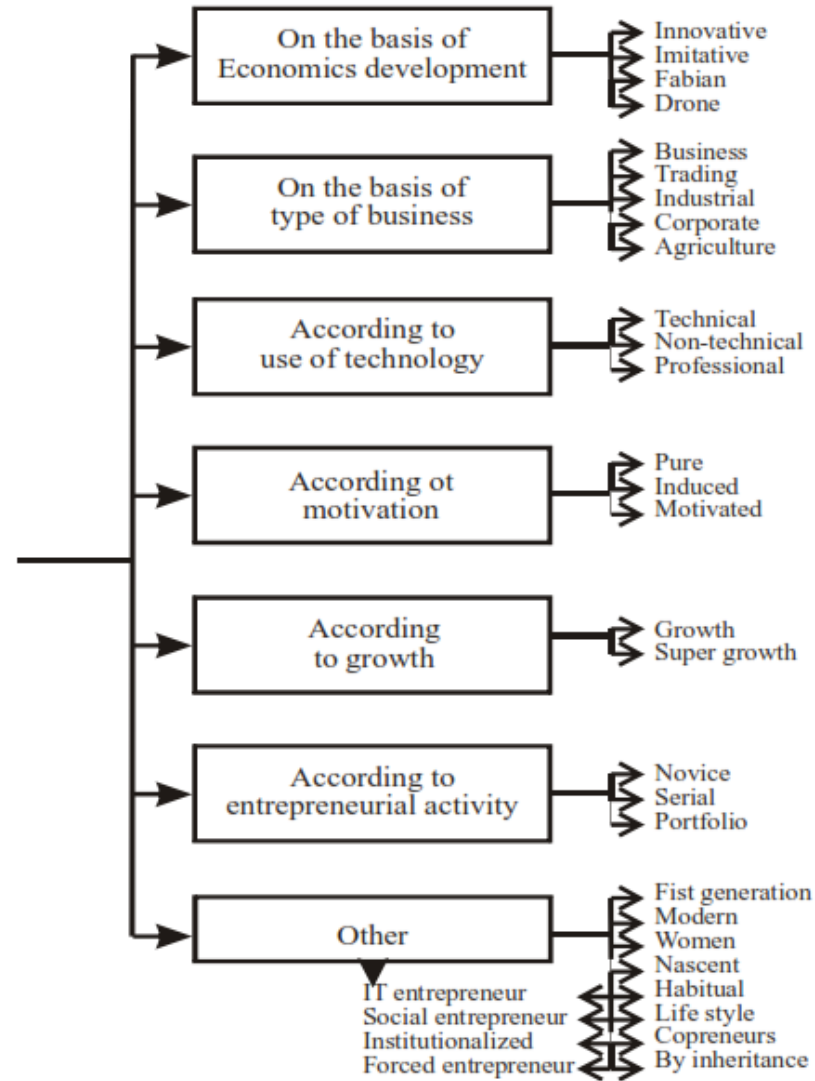 On the basis of
Economics development
Innovative
Imitative
Fabian
Drone
On the basis of
type of business
Business
Trading
Industrial
Corporate
Agriculture
According to
use of technology
Technical
Non-technical
Professional
According ot
motivation
Pure
Induced
Motivated
According
to growth
Growth
Super growth
According to
entrepreneurial activity
Novice
Serial
Portfolio
Other
Fist generation
Modern
Women
Nascent
Habitual
Life style
Copreneurs
By inheritance
IT entrepreneur
Social entrepreneur
Institutionalized
Forced entrepreneur